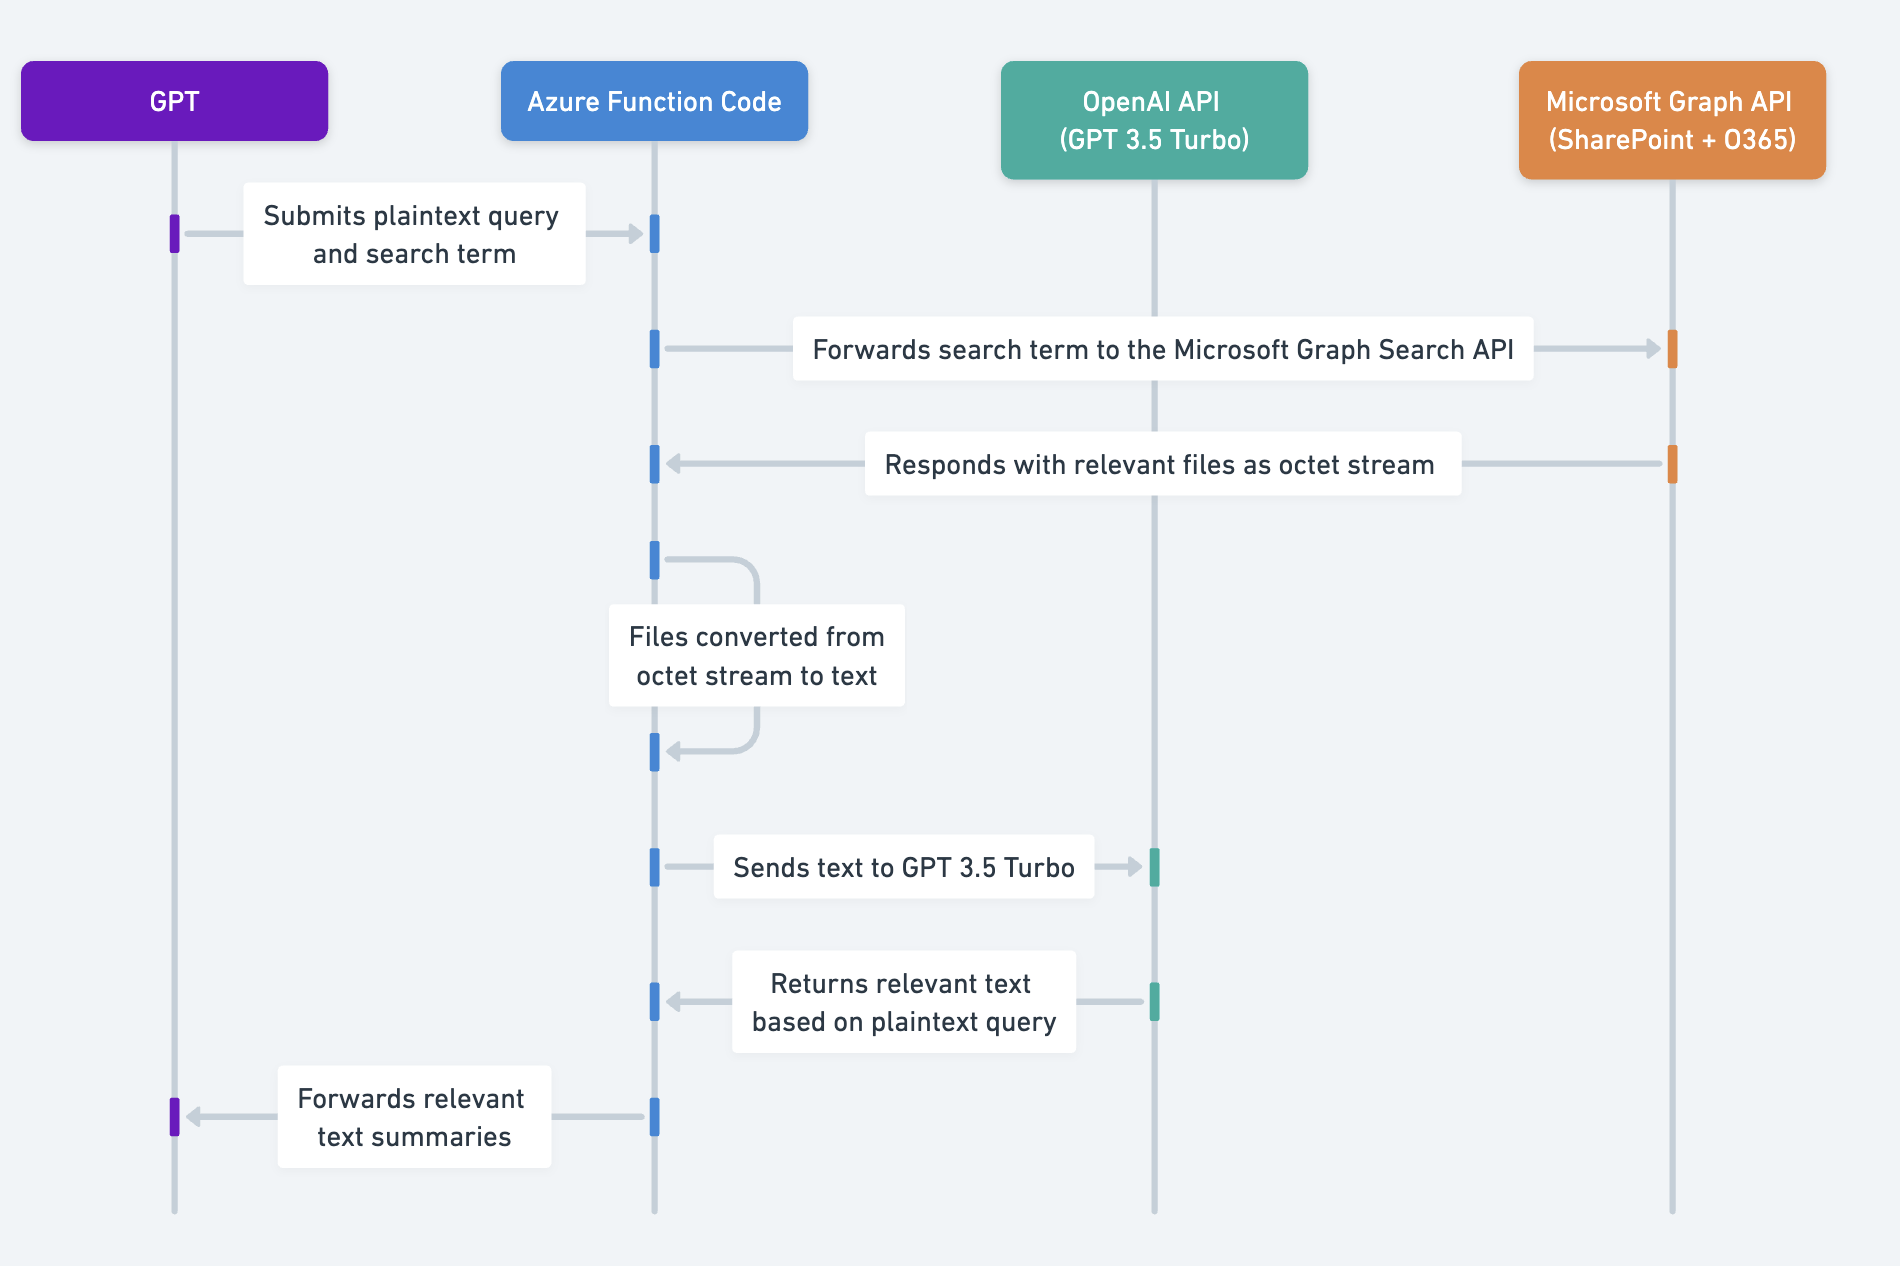 GPT
Azure Function Code
OpenAI API
(GPT 3.5 Turbo)
Microsoft Graph API
(SharePoint + O365)
Submits plaintext query
and search term
Forwards search term to the Microsoft Graph Search API
Responds with relevant files as octet stream
Files converted from
octet stream to text
Sends text to GPT 3.5 Turbo
Returns relevant text
based on plaintext query
Forwards relevant
text summaries